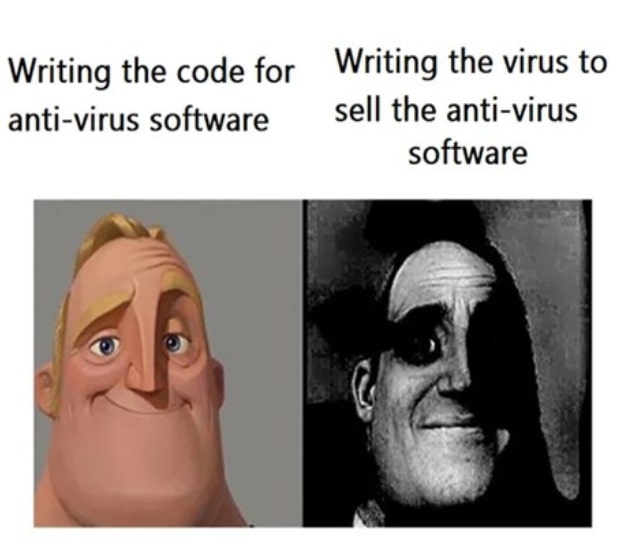 Writing the code for
anti-virus software
Writing the virus to
sell the anti-virus
software